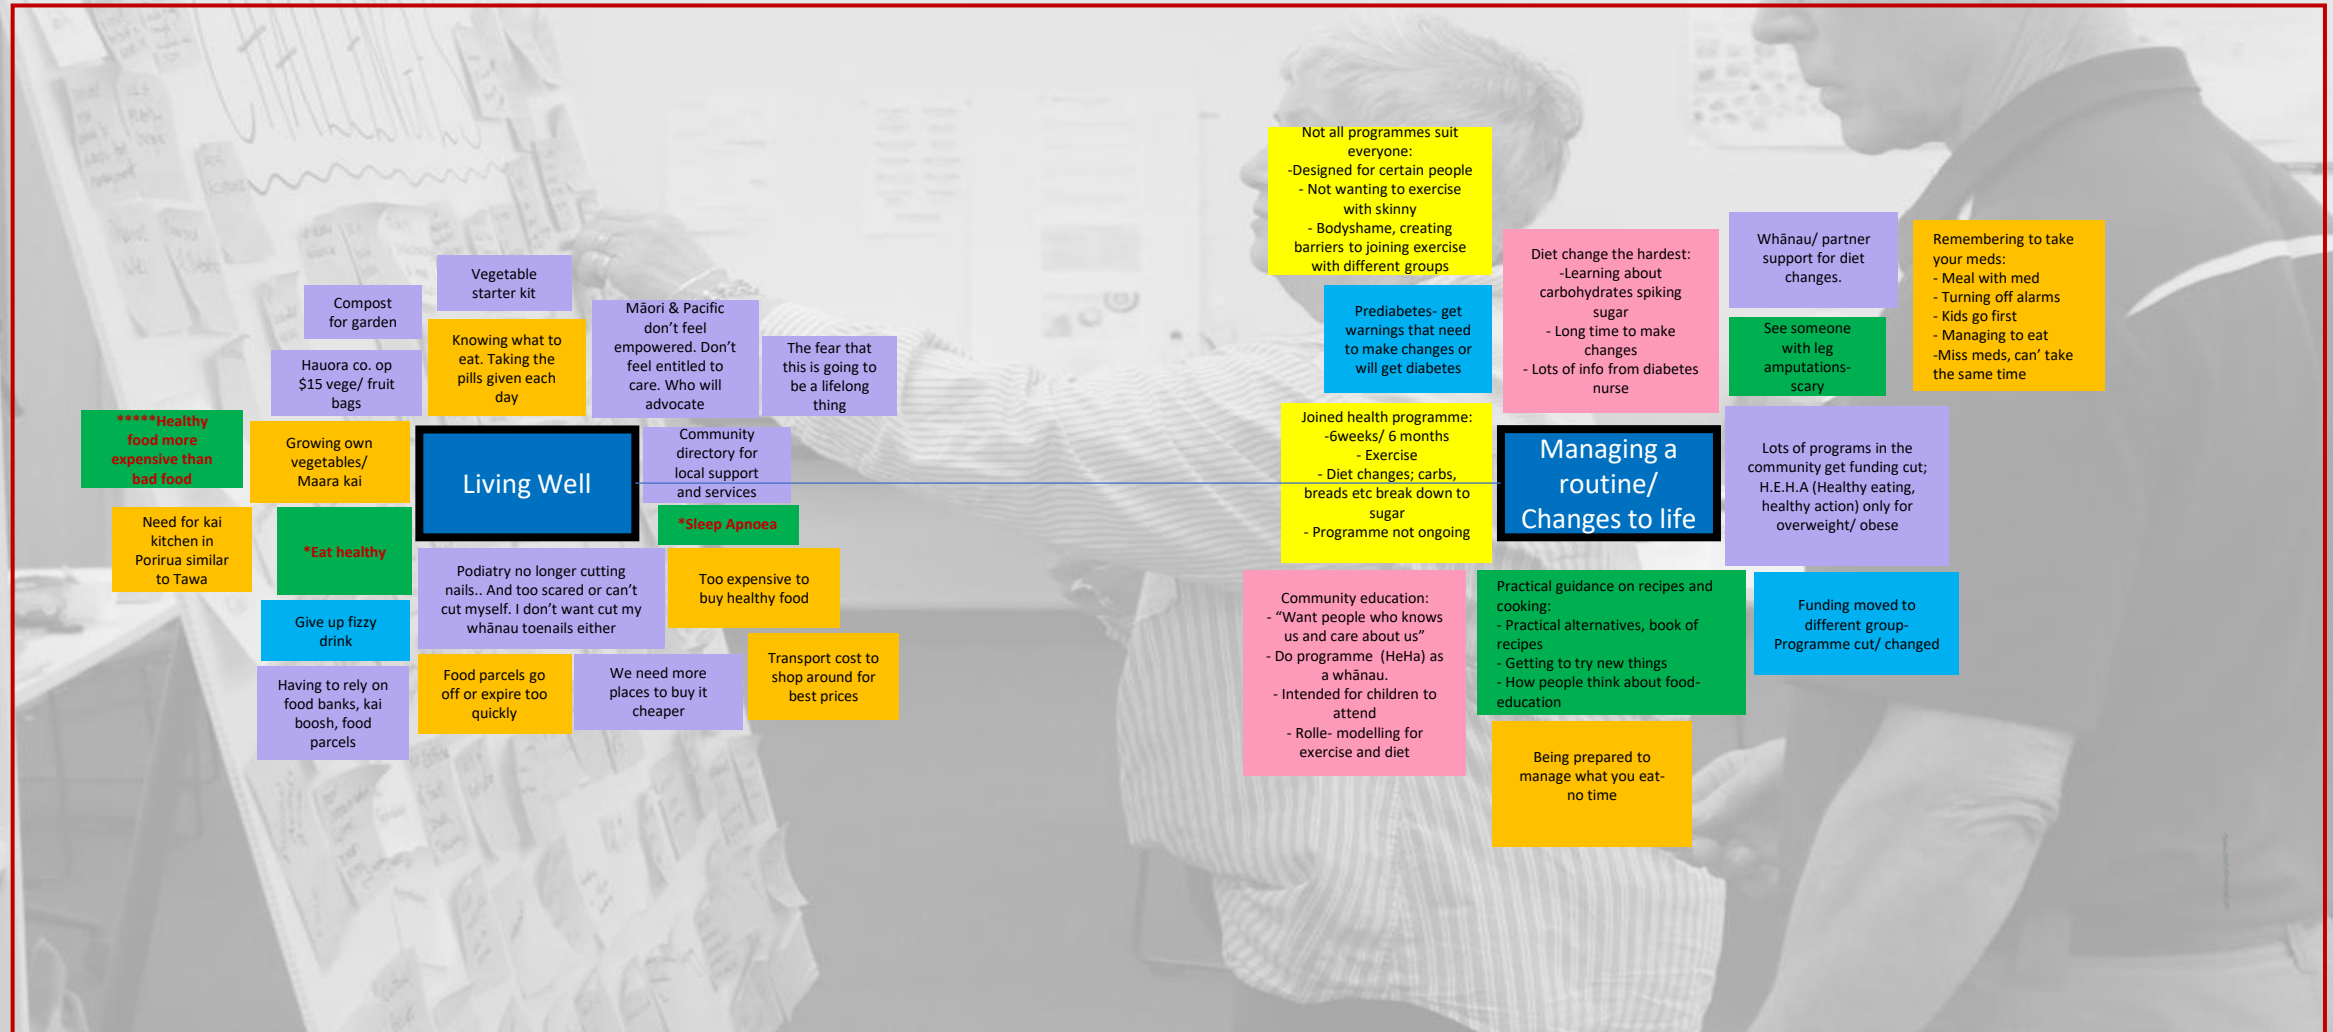 Vegetable
starter kit
Compost
for garden
Māori & Pacific
don’t feel
empowered. Don’t
feel entitled to
care. Who will
advocate
Knowing what to
eat. Taking the
pills given each
day
The fear that
this is going to
be a lifelong
thing
Hauora co. op
$15 vege/ fruit
bags
*****Healthy
food more
expensive than
bad food
Growing own
vegetables/
Maara kai
Living Well
Community
directory for
local support
and services
*Sleep Apnoea
Need for kai
kitchen in
Porirua similar
to Tawa
*Eat healthy
Podiatry no longer cutting
nails.. And too scared or can’t
cut myself. I don’t want cut my
whānau toenails either
Too expensive to
buy healthy food
Give up fizzy
drink
Having to rely on
food banks, kai
boosh, food
parcels
Food parcels go
off or expire too
quickly
We need more
places to buy it
cheaper
Transport cost to
shop around for
best prices
Not all programmes suit
everyone:
-Designed for certain people
- Not wanting to exercise
with skinny
- Bodyshame, creating
barriers to joining exercise
with different groups
Prediabetes- get
warnings that need
to make changes or
will get diabetes
Diet change the hardest:
-Learning about
carbohydrates spiking
sugar
- Long time to make
changes
- Lots of info from diabetes
nurse
Whānau/ partner
support for diet
changes.
See someone
with leg
amputations-
scary
Remembering to take
your meds:
- Meal with med
- Turning off alarms
- Kids go first
- Managing to eat
-Miss meds, can’ take
the same time
Joined health programme:
-6weeks/ 6 months
- Exercise
- Diet changes; carbs,
breads etc break down to
sugar
- Programme not ongoing
Managing a
routine/
Changes to life
Lots of programs in the
community get funding cut;
H.E.H.A (Healthy eating,
healthy action) only for
overweight/ obese
Community education:
- “Want people who knows
us and care about us”
- Do programme  (HeHa) as
a whānau.
- Intended for children to
attend
- Rolle- modelling for
exercise and diet
Practical guidance on recipes and
cooking:
- Practical alternatives, book of
recipes
- Getting to try new things
- How people think about food-
education
Funding moved to
different group-
Programme cut/ changed
Being prepared to
manage what you eat-
no time